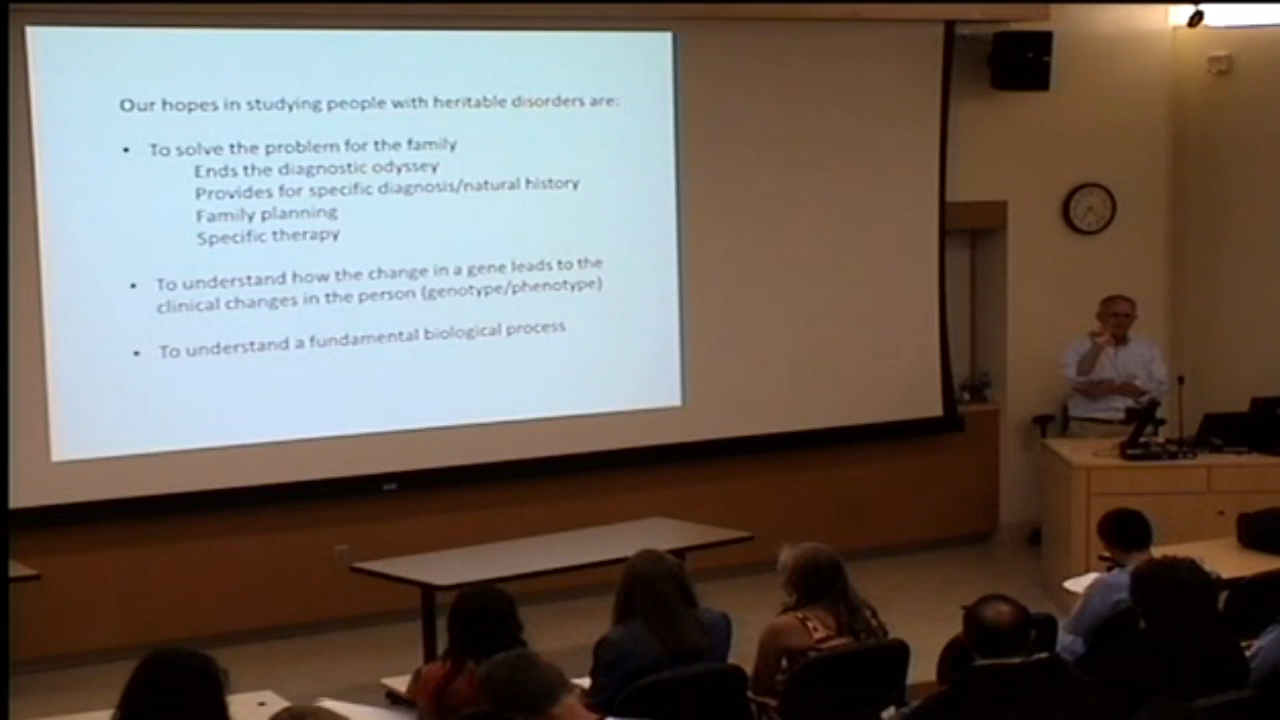 Our hopes in studying people with heritable disorders are:
• To solve the problem for the family
Ends the diagnostic odyssey
Provides for specific diagnosis/natural history
Family planning
Specific therapy
• To understand how the change in a gene leads to the
clinical changes in the person (genotype/phenotype)
• To understand a fundamental biological process